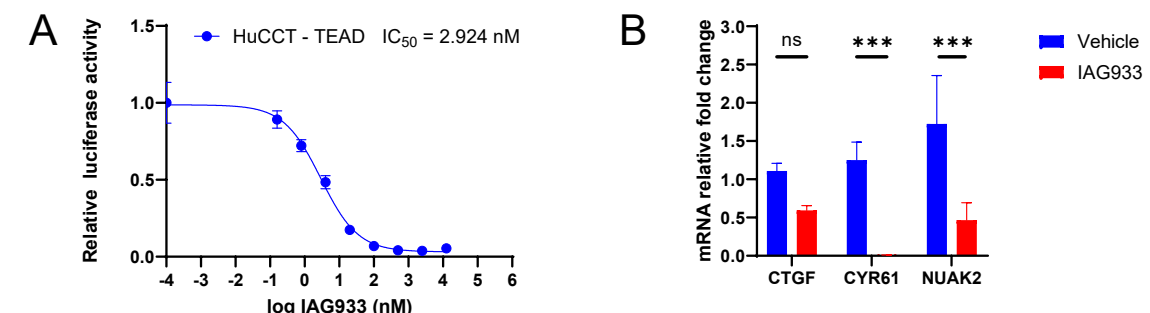 A
Relative luciferase activity
1.5
1.0
0.5
0.0
HuCCT - TEAD IC50 = 2.924 nM
-4 -3 -2 -1 0 1 2 3 4 5 6
log IAG933 (nM)
B
mRNA relative fold change
3.0
2.5
2.0
1.5
1.0
0.5
0.0
ns *** ***
CTGF CYR61 NUAK2
Vehicle
IAG933